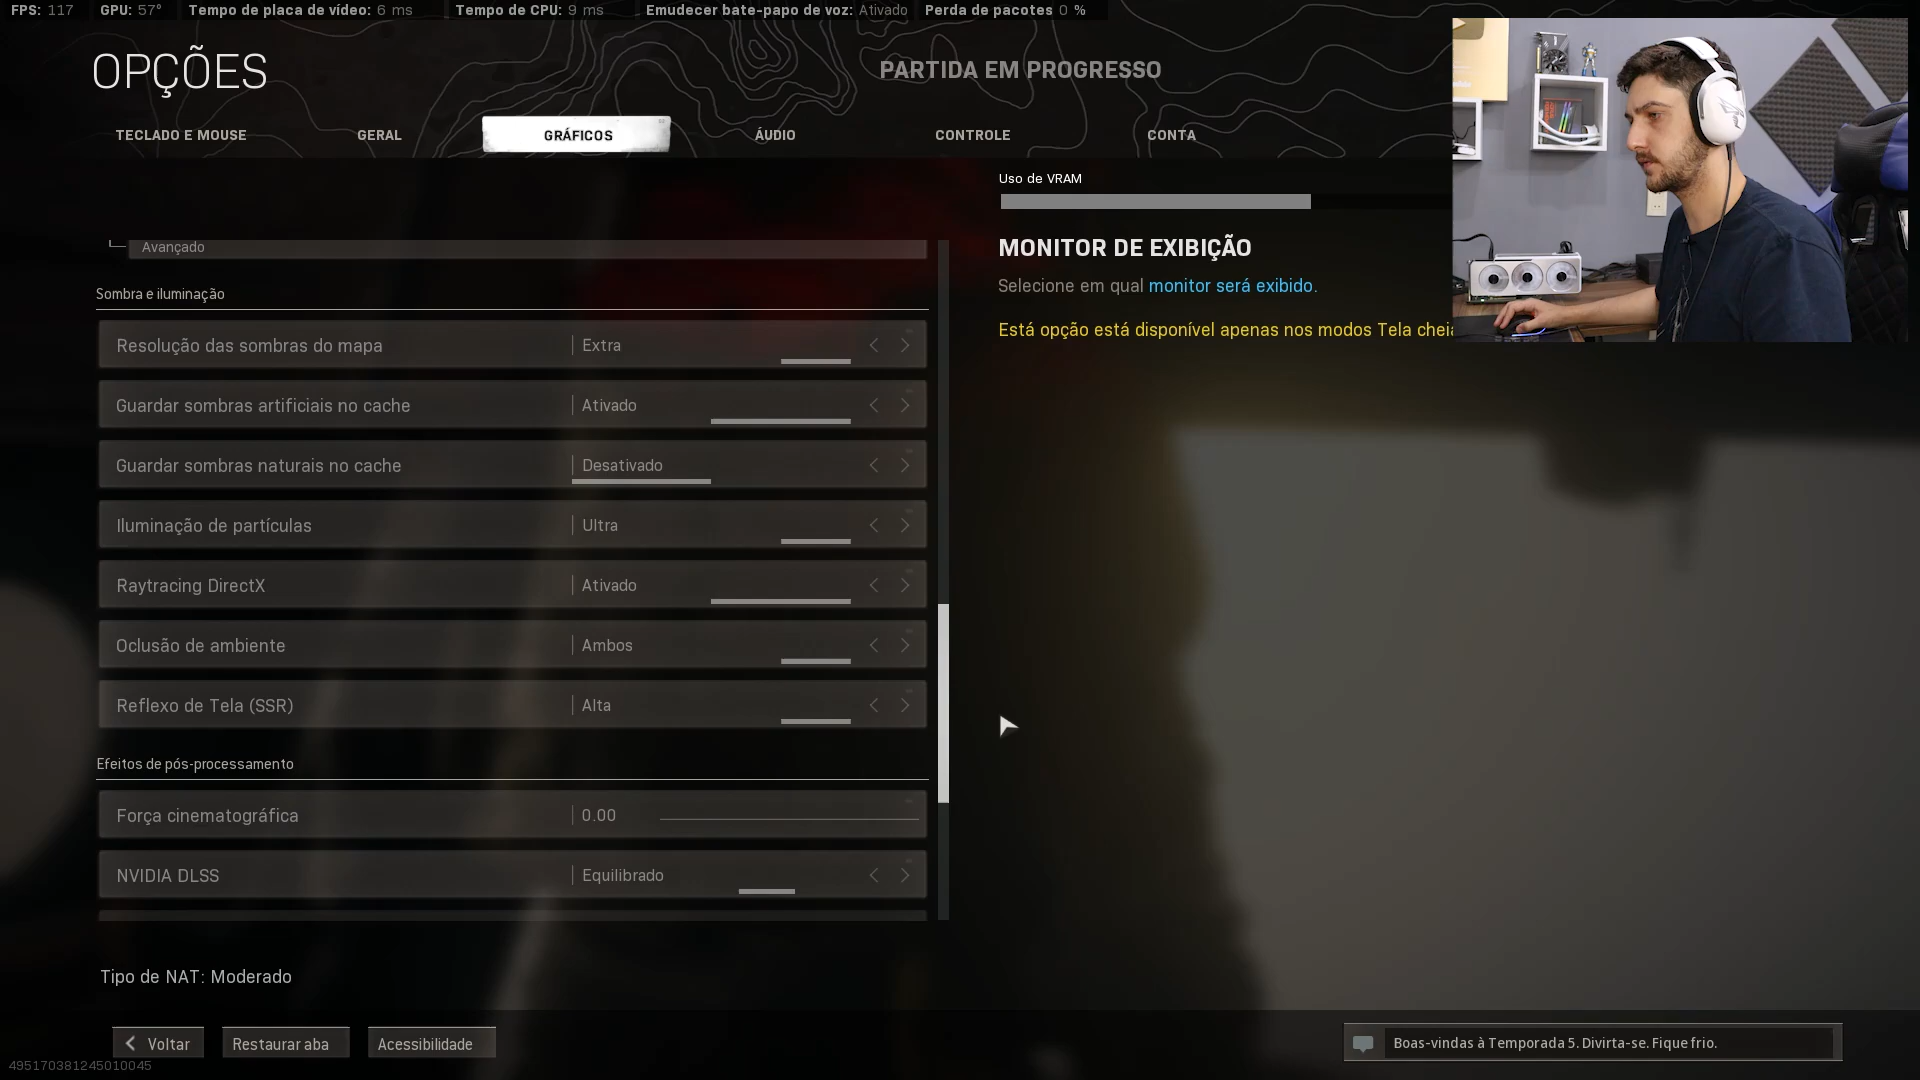 FPS: 117 GPU: 57° Tempo de placa de vídeo: 6 ms Tempo de CPU: 9 ms Emudecer bate-papo de voz: Ativado Perda de pacotes 0 %
OPÇÕES
PARTIDA EM PROGRESSO
TECLADO E MOUSE GERAL GRÁFICOS ÁUDIO CONTROLE CONTA
Uso de VRAM
Avançado
MONITOR DE EXIBIÇÃO
Selecione em qual monitor será exibido.
Está opção está disponível apenas nos modos Tela cheia
Sombra e iluminação
Resolução das sombras do mapa Extra
Guardar sombras artificiais no cache Ativado
Guardar sombras naturais no cache Desativado
Iluminação de partículas Ultra
Raytracing DirectX Ativado
Oclusão de ambiente Ambos
Reflexo de Tela (SSR) Alta
Efeitos de pós-processamento
Força cinematográfica 0.00
NVIDIA DLSS Equilibrado
Tipo de NAT: Moderado
Voltar Restaurar aba Acessibilidade
Boas-vindas à Temporada 5. Divirta-se. Fique frio.
495170381245010045